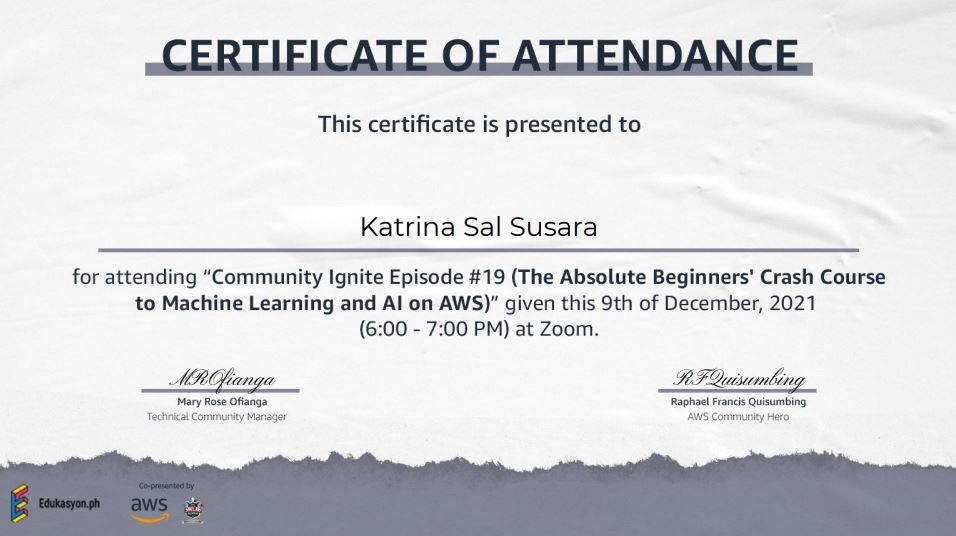 CERTIFICATE OF ATTENDANCE
This certificate is presented to
Katrina Sal Susara
for attending “Community Ignite Episode #19 (The Absolute Beginners' Crash Course
to Machine Learning and AI on AWS)” given this 9th of December, 2021
(6:00 - 7:00 PM) at Zoom.
MROfianga
Mary Rose Ofianga
Technical Community Manager
RFQuisumbing
Raphael Francis Quisumbing
AWS Community Hero
Co-presented by
Edukasyon.ph
aws